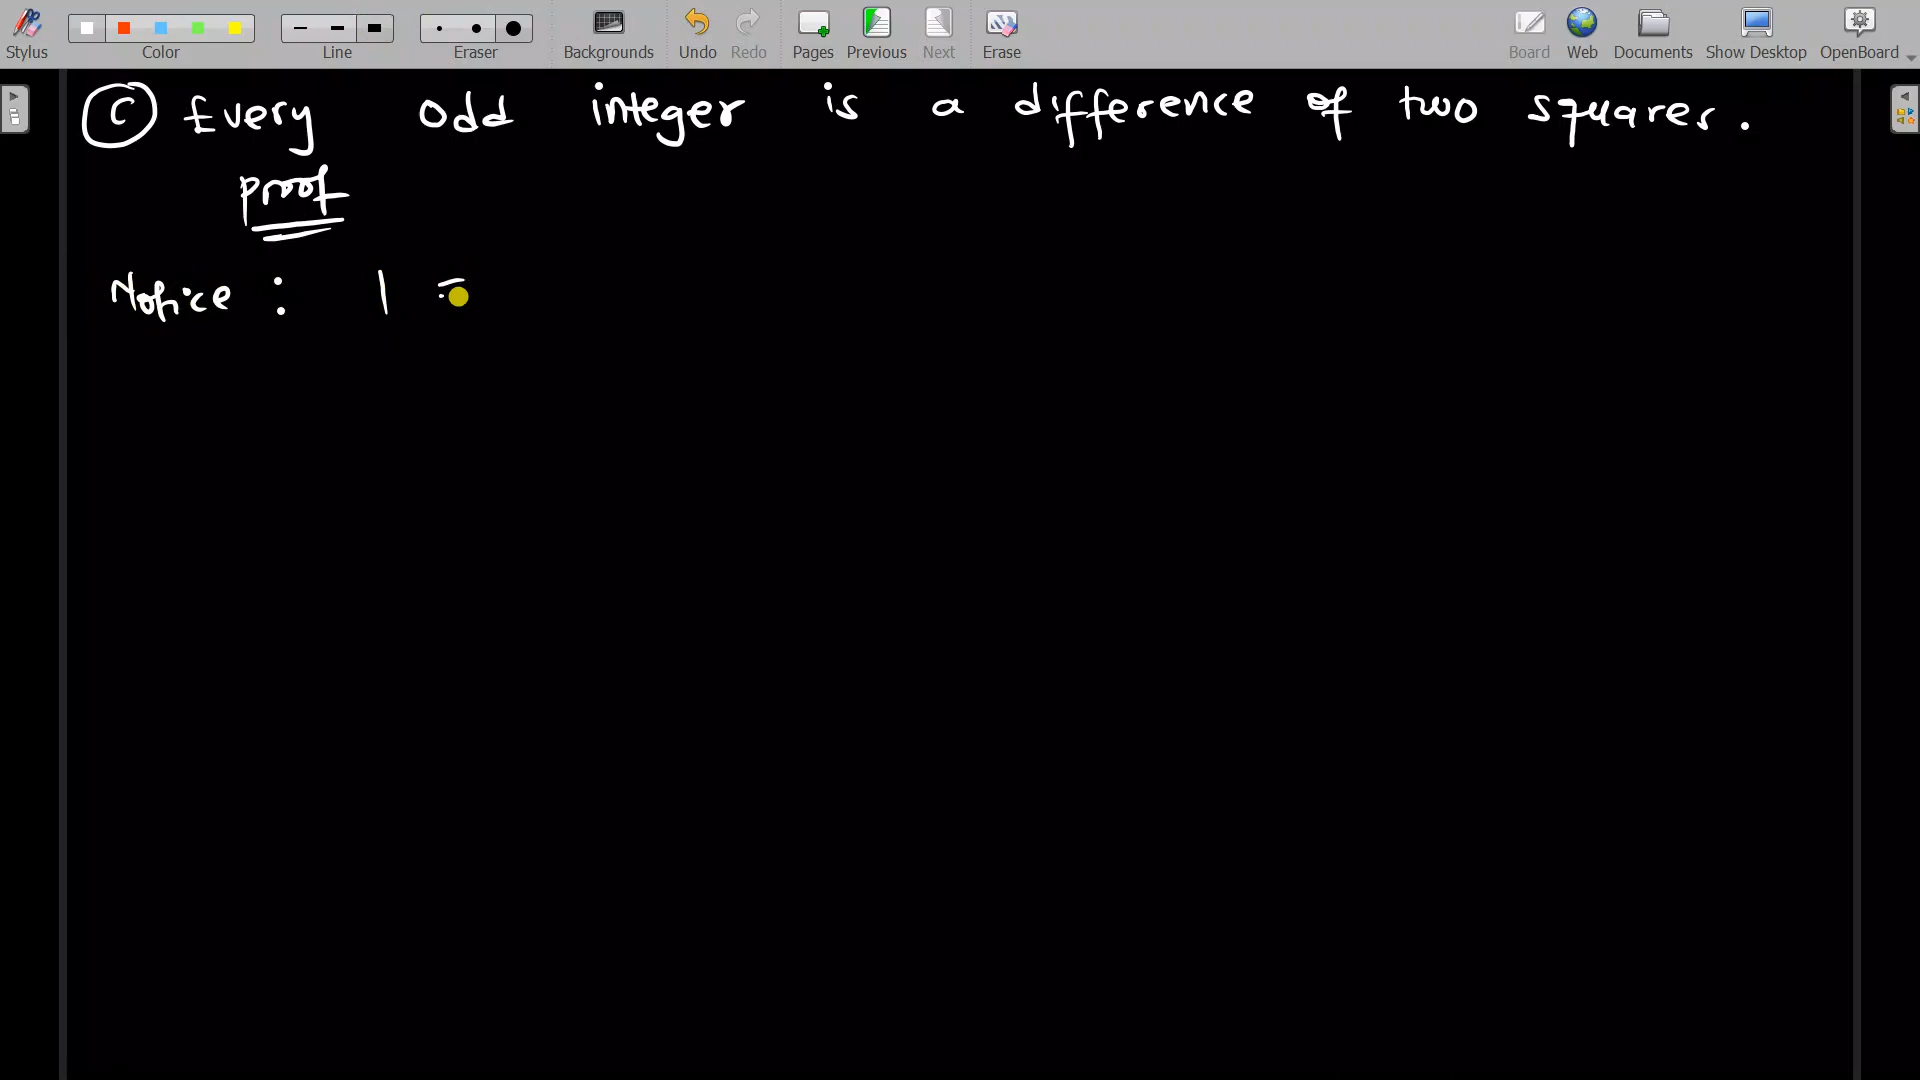 Stylus Color Line Eraser Backgrounds Undo Redo Pages Previous Next Erase Board Web Documents Show Desktop OpenBoard
C Every odd integer is a difference of two squares.
proof
Notice : 1 =